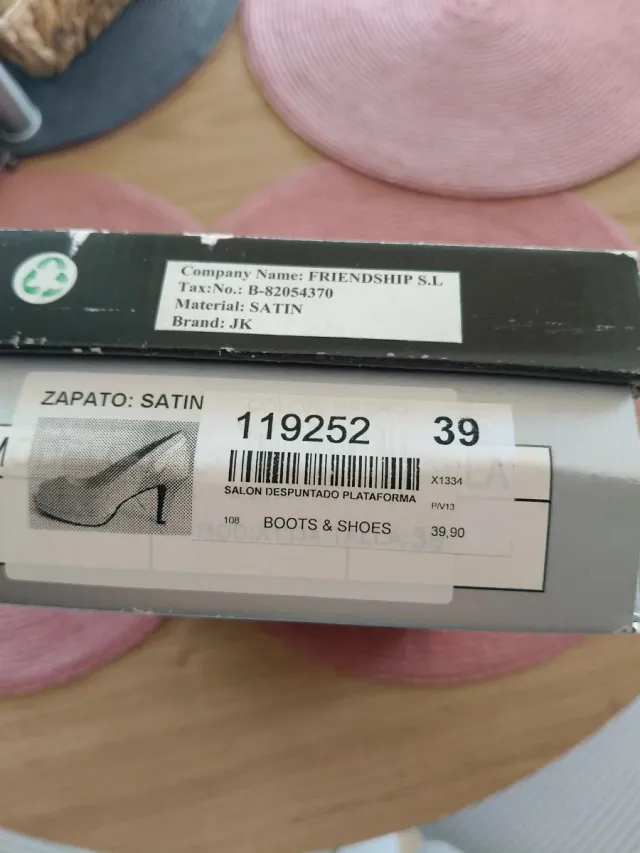 Company Name: FRIENDSHIP S.L
Tax:No.: B-82054370
Material: SATIN
Brand: JK
ZAPATO: SATIN
119252 39
X1334
SALON DESPUNTADO PLATAFORMA
P/V13
108 BOOTS & SHOES 39,90